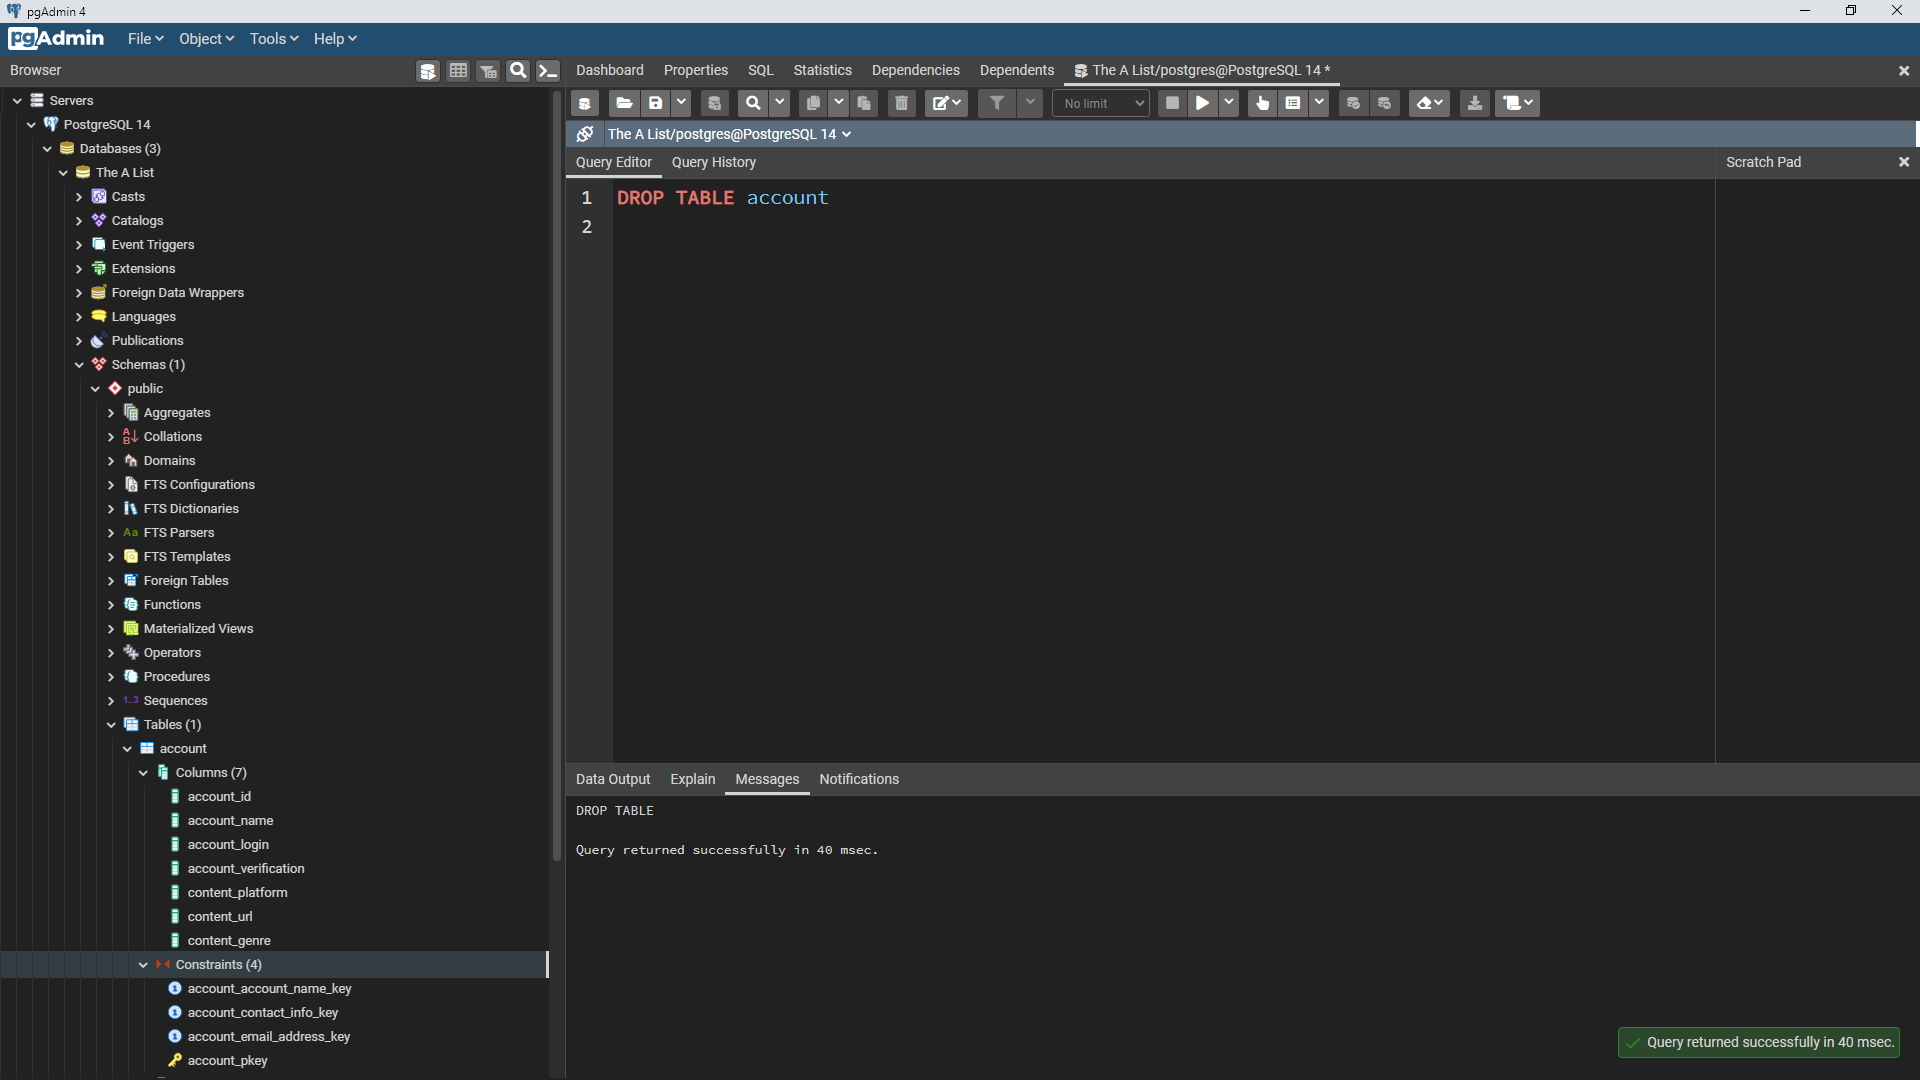 pgAdmin 4
pgAdmin File Object Tools Help
Browser
Servers
PostgreSQL 14
Databases (3)
The A List
Casts
Catalogs
Event Triggers
Extensions
Foreign Data Wrappers
Languages
Publications
Schemas (1)
public
Aggregates
Collations
Domains
FTS Configurations
FTS Dictionaries
Aa FTS Parsers
FTS Templates
Foreign Tables
Functions
Materialized Views
Operators
Procedures
1..3 Sequences
Tables (1)
account
Columns (7)
account_id
account_name
account_login
account_verification
content_platform
content_url
content_genre
Constraints (4)
account_account_name_key
account_contact_info_key
account_email_address_key
account_pkey
Dashboard Properties SQL Statistics Dependencies Dependents The A List/postgres@PostgreSQL 14 *
No limit
The A List/postgres@PostgreSQL 14
Query Editor Query History
Scratch Pad
1 DROP TABLE account
2
Data Output Explain Messages Notifications
DROP TABLE
Query returned successfully in 40 msec.
Query returned successfully in 40 msec.